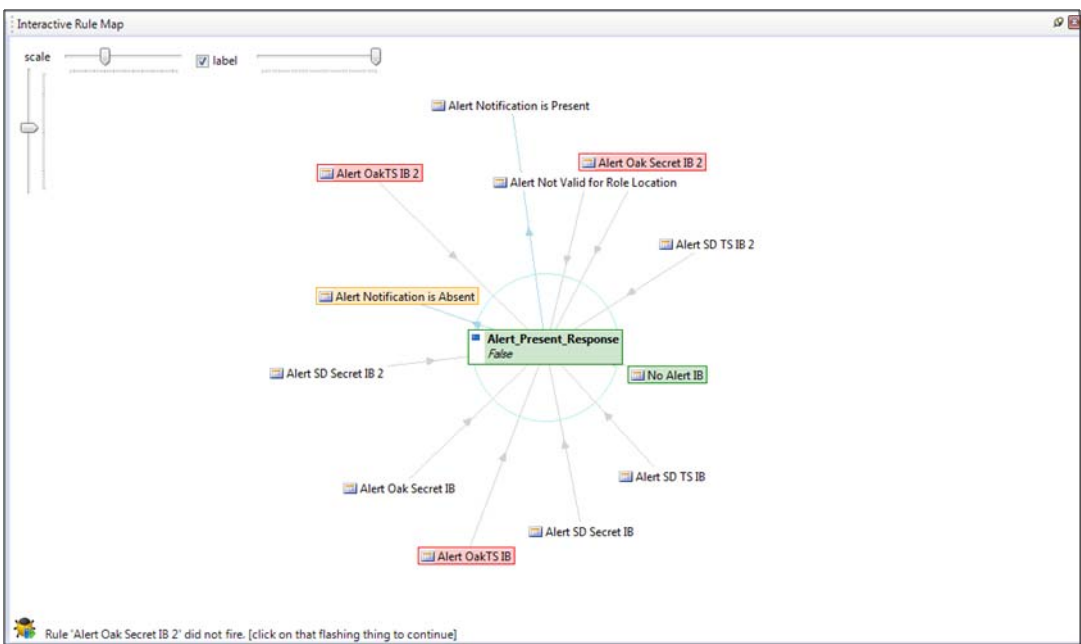 Interactive Rule Map
scale
label
Alert Notification is Present
Alert Oak Secret IB 2
Alert OakTS IB 2
Alert Not Valid for Role Location
Alert SD TS IB 2
Alert Notification is Absent
Alert_Present_Response
False
Alert SD Secret IB 2
No Alert IB
Alert SD TS IB
Alert Oak Secret IB
Alert SD Secret IB
Alert OakTS IB
Rule 'Alert Oak Secret IB 2' did not fire. [click on that flashing thing to continue]